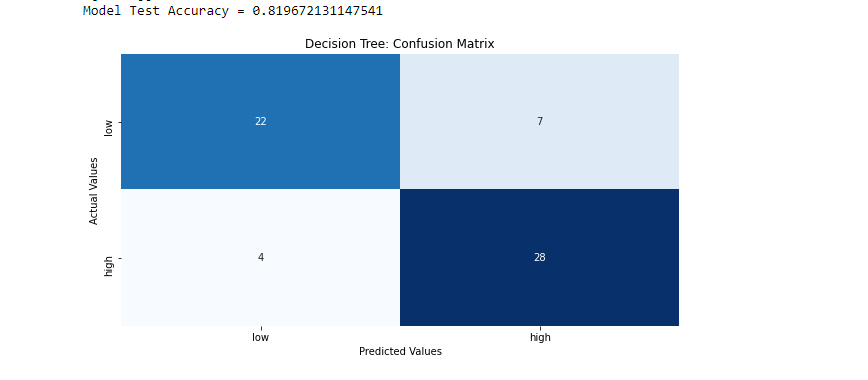 Model Test Accuracy = 0.819672131147541
Decision Tree: Confusion Matrix
22
7
low
Actual Values
4
28
high
low
high
Predicted Values